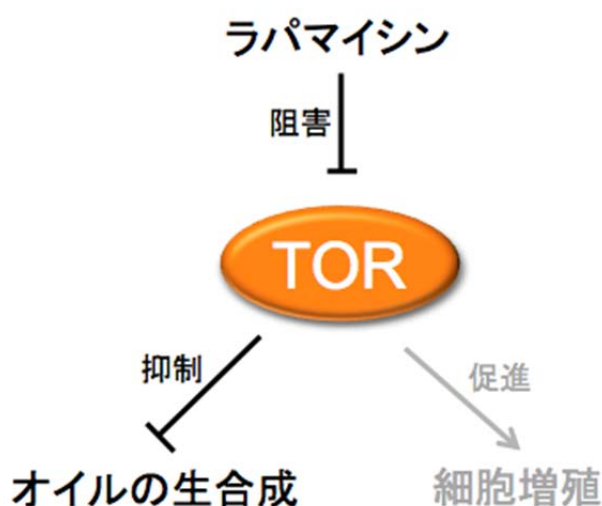 ラパマイシン
阻害
TOR
抑制
促進
オイルの生合成
細胞増殖